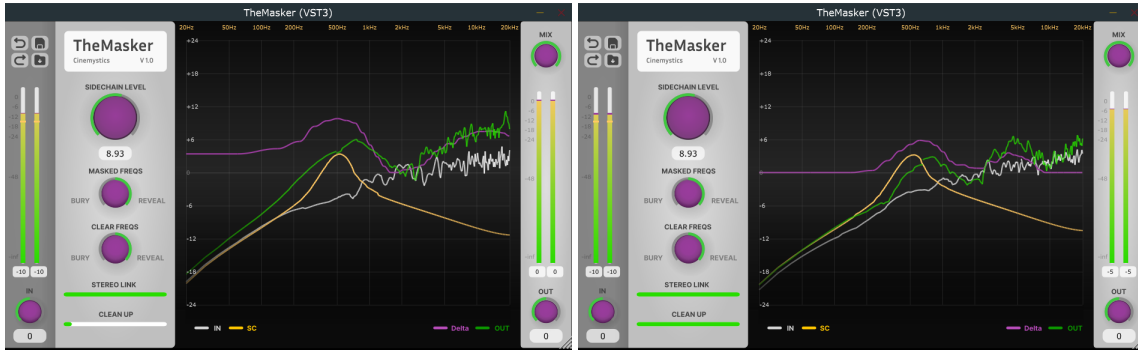 TheMasker (VST3)
TheMasker
Cinemystics V 1.0
SIDECHAIN LEVEL
8.93
MASKED FREQS
BURY REVEAL
CLEAR FREQS
BURY REVEAL
STEREO LINK
CLEAN UP
-10 -10
IN
0
20Hz 50Hz 100Hz 200Hz 500Hz 1kHz 2kHz 5kHz 10kHz 20kHz
+24
+18
+12
+6
0
-6
-12
-18
-24
IN SC Delta OUT
MIX
0 0
OUT
0
TheMasker (VST3)
TheMasker
Cinemystics V 1.0
SIDECHAIN LEVEL
8.93
MASKED FREQS
BURY REVEAL
CLEAR FREQS
BURY REVEAL
STEREO LINK
CLEAN UP
-10 -10
IN
0
20Hz 50Hz 100Hz 200Hz 500Hz 1kHz 2kHz 5kHz 10kHz 20kHz
+24
+18
+12
+6
0
-6
-12
-18
-24
IN SC Delta OUT
MIX
-5 -5
OUT
0